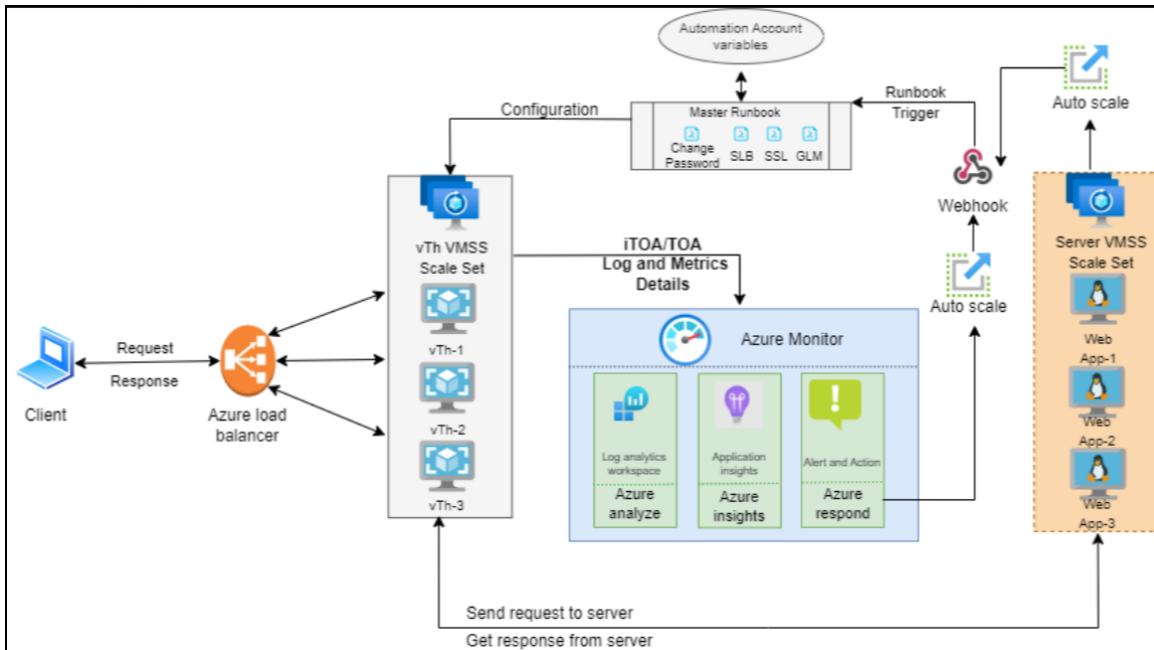 Automation Account
variables
Auto scale
Configuration
Master Runbook
Change
Password
SLB
SSL
GLM
Runbook
Trigger
Webhook
Auto scale
vTh VMSS
Scale Set
vTh-1
vTh-2
vTh-3
iTOA/TOA
Log and Metrics
Details
Server VMSS
Scale Set
Web
App-1
Web
App-2
Web
App-3
Client
Request
Response
Azure load
balancer
Azure Monitor
Log analytics
workspace
Azure
analyze
Application
insights
Azure
insights
Alert and Action
Azure
respond
Send request to server
Get response from server